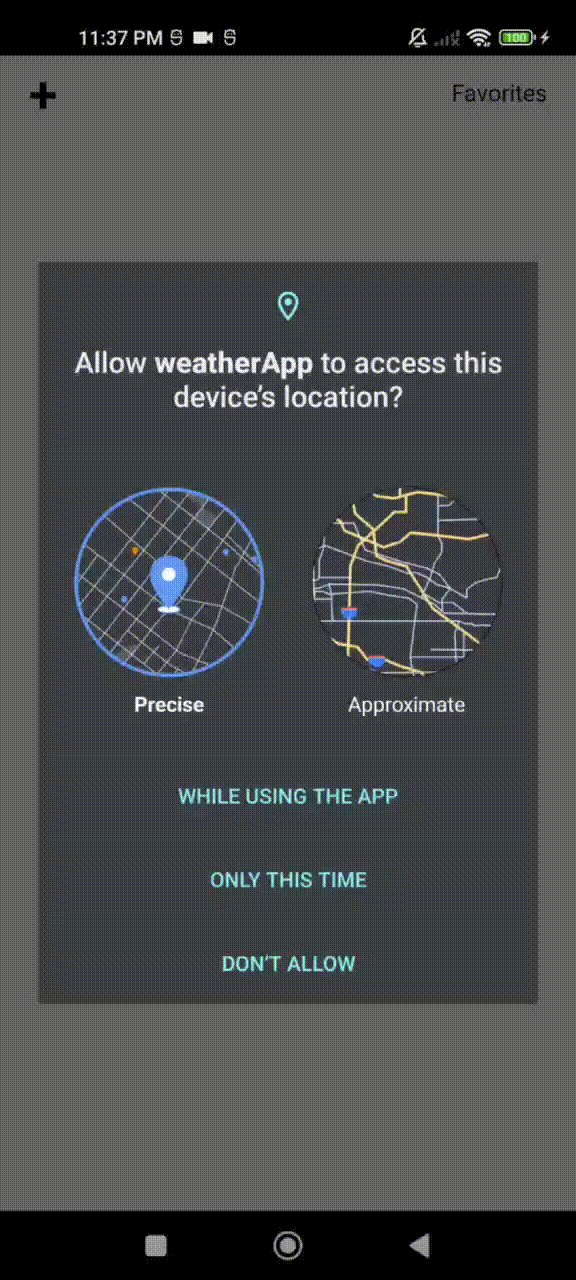 11:37 PM
100
Favorites
Allow weatherApp to access this
device's location?
Precise
Approximate
WHILE USING THE APP
ONLY THIS TIME
DON'T ALLOW